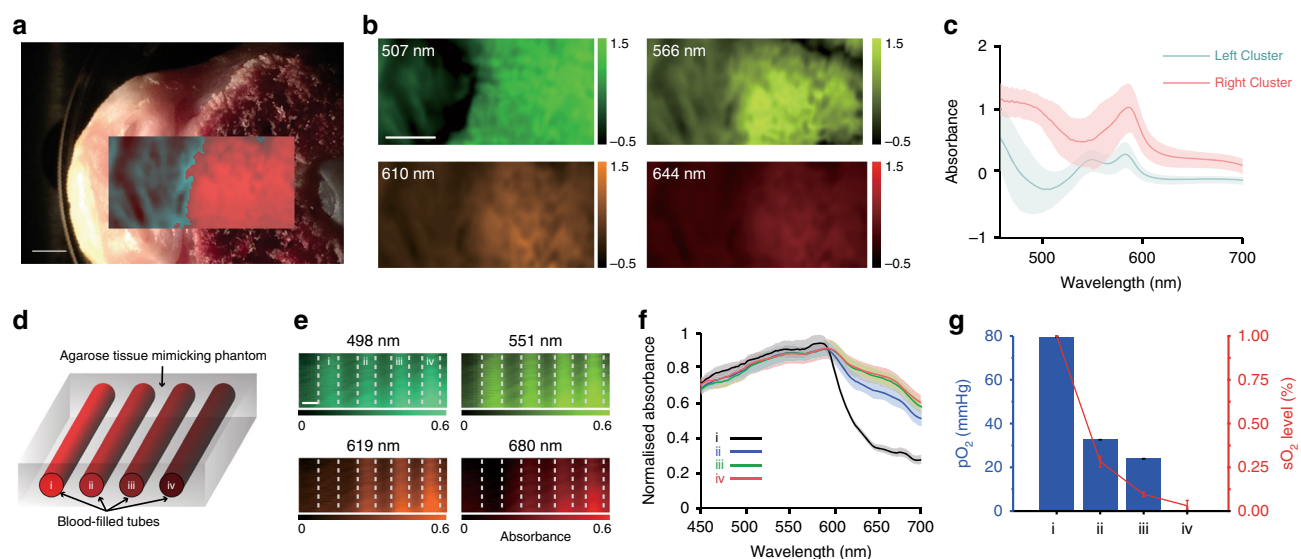 a
b
507 nm
1.5
–0.5
566 nm
1.5
–0.5
610 nm
1.5
–0.5
644 nm
1.5
–0.5
c
2
1
0
–1
Absorbance
Left Cluster
Right Cluster
500
600
700
Wavelength (nm)
d
Agarose tissue mimicking phantom
i
ii
iii
iv
Blood-filled tubes
e
498 nm
i
ii
iii
iv
0
0.6
551 nm
0
0.6
619 nm
0
0.6
680 nm
0
0.6
Absorbance
f
1
0.8
0.6
0.4
0.2
0
Normalised absorbance
i
ii
iii
iv
450
500
550
600
650
700
Wavelength (nm)
g
80
60
40
20
0
pO2 (mmHg)
1.00
0.75
0.50
0.25
0.00
sO2 level (%)
i
ii
iii
iv